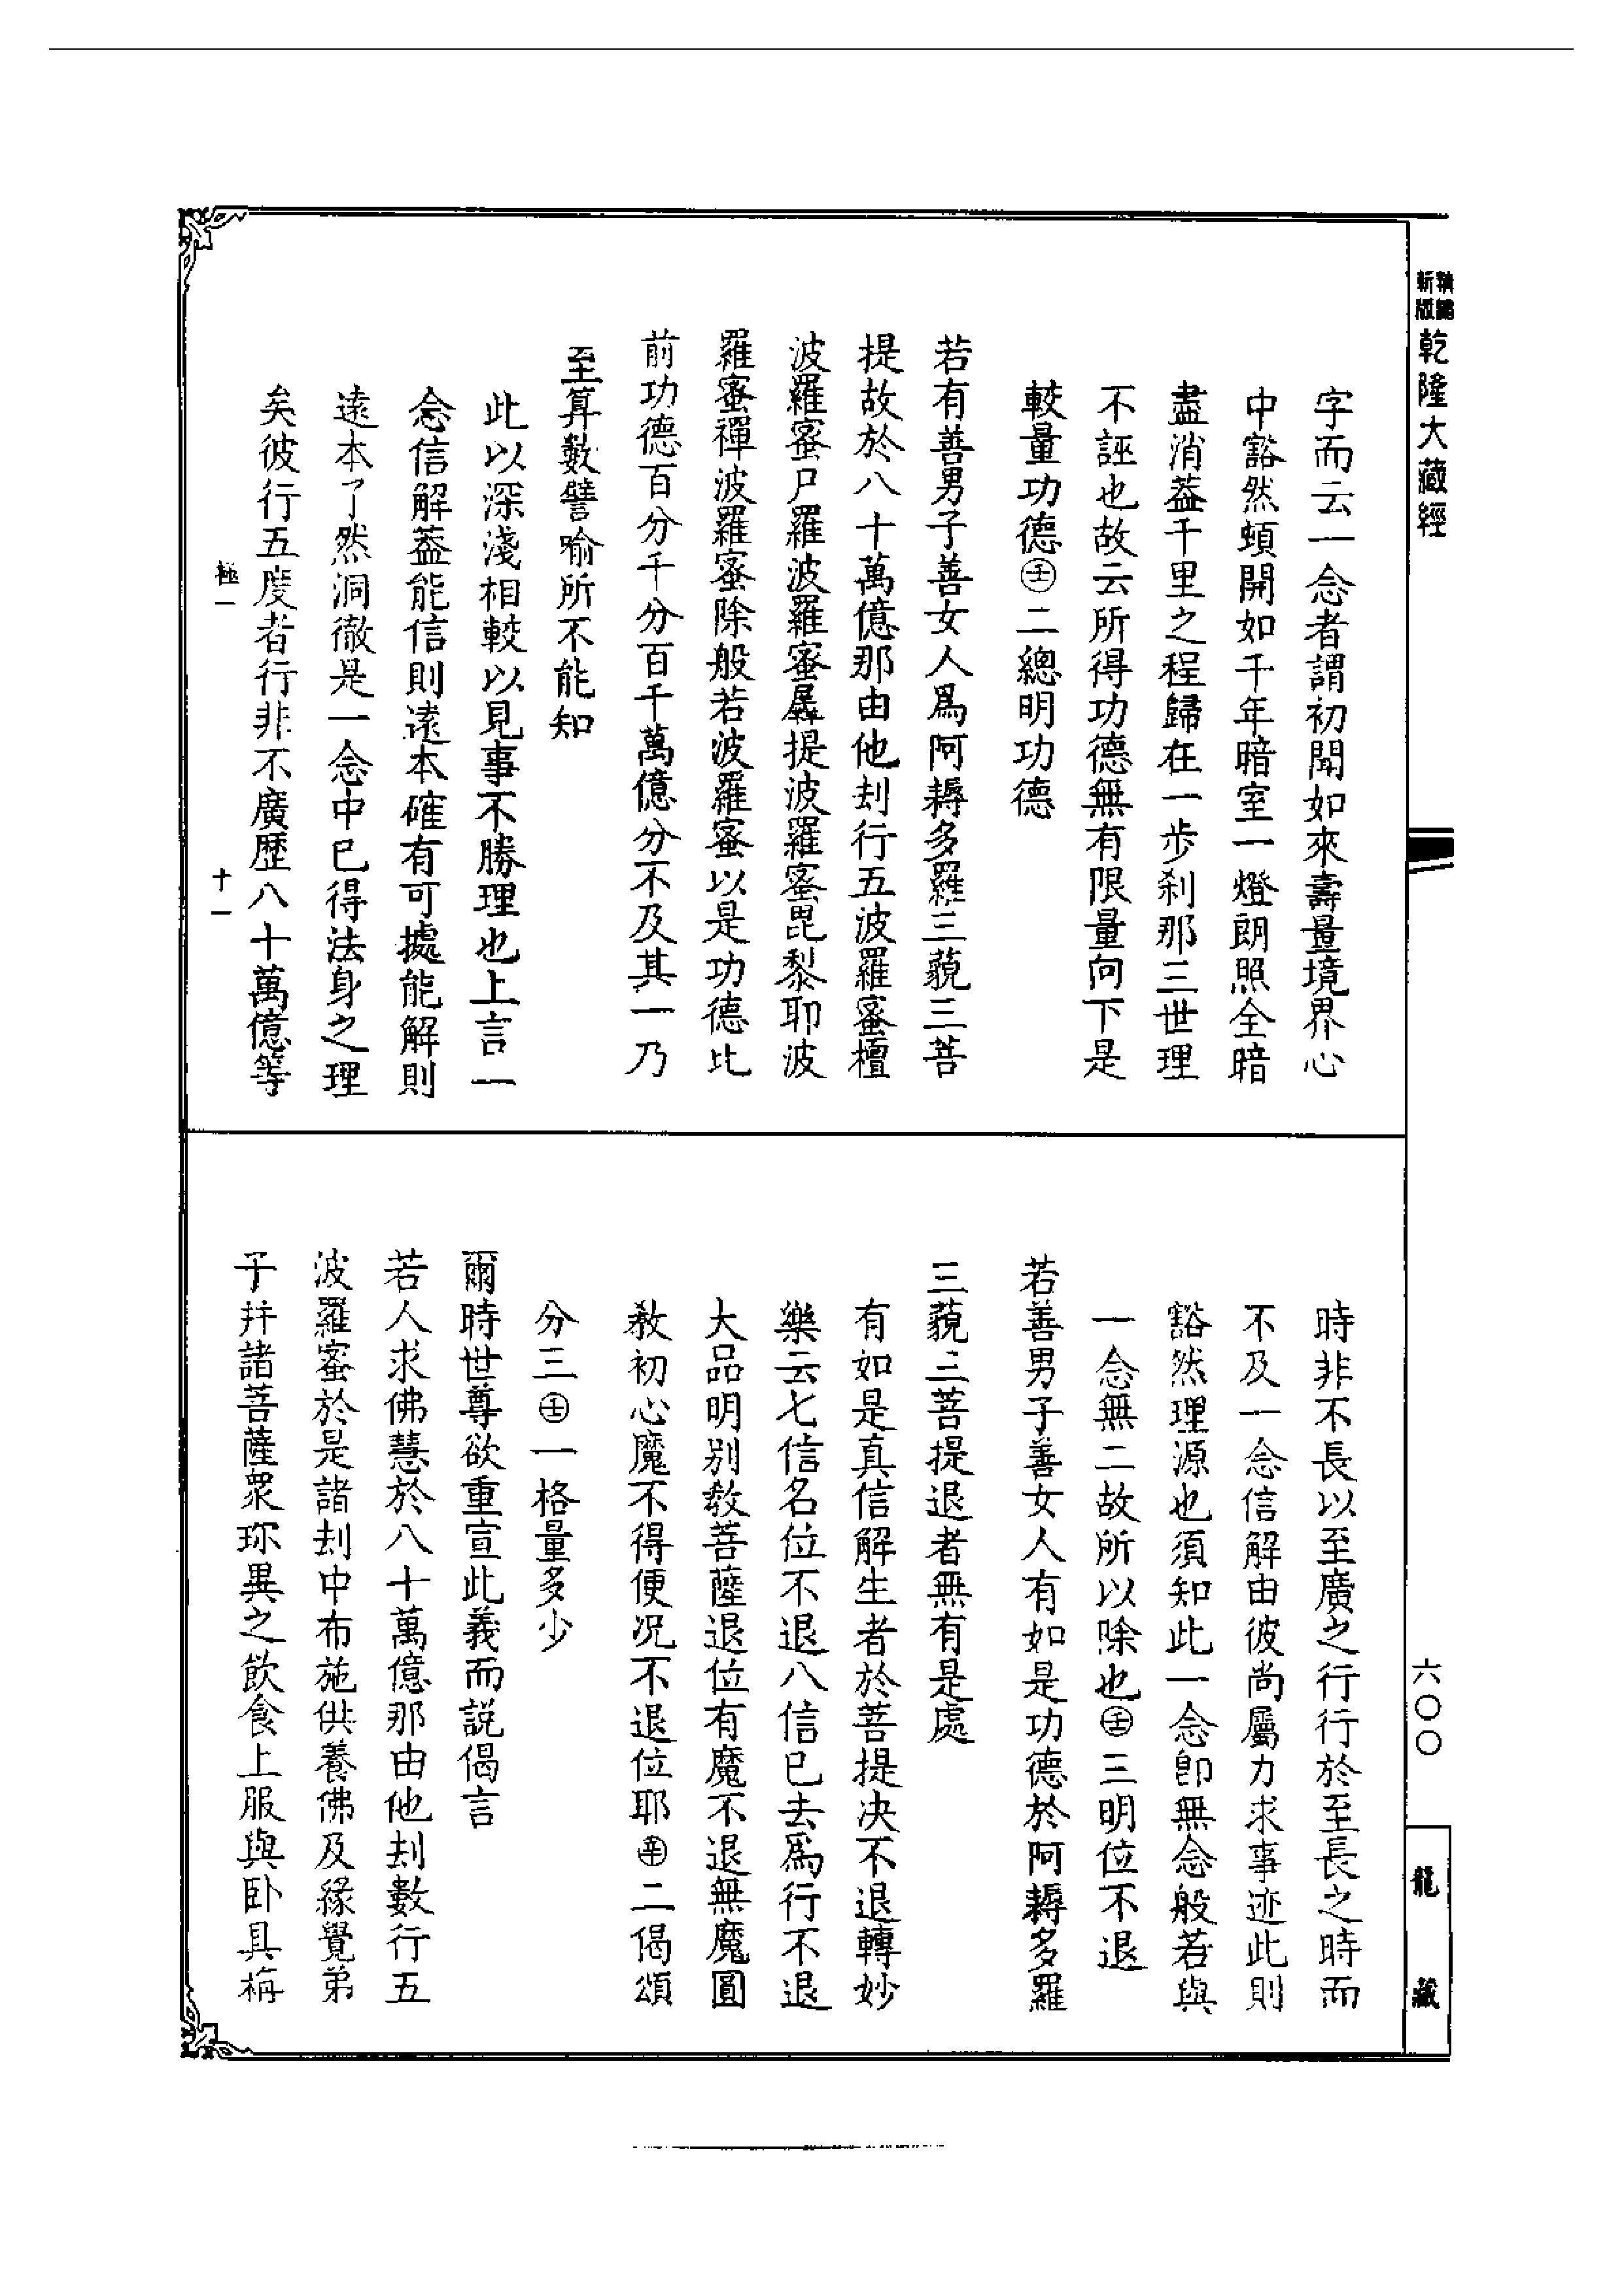 新版精編乾隆大藏經
字而云一念者謂初聞如來壽量境界心
中豁然頓開如千年暗室一燈朗照全暗
盡消葢千里之程歸在一步剎那三世理
不誣也故云所得功德無有限量向下是
較量功德㊣二總明功德
若有善男子善女人爲阿耨多羅三藐三菩
提故於八十萬億那由他刦行五波羅蜜檀
波羅蜜尸羅波羅蜜羼提波羅蜜毘黎耶波
羅蜜禪波羅蜜除般若波羅蜜以是功德比
前功德百分千分百千萬億分不及其一乃
至算數譬喻所不能知
此以深淺相較以見事不勝理也上言一
念信解葢能信則遠本確有可據能解則
遠本了然洞徹是一念中已得法身之理
矣彼行五度者行非不廣歷八十萬億等
極一 十一
時非不長以至廣之行行於至長之時而
不及一念信解由彼尚屬力求事迹此則
豁然理源也須知此一念卽無念般若與
一念無二故所以除也壬三明位不退
若善男子善女人有如是功德於阿耨多羅
三藐三菩提退者無有是處
有如是真信解生者於菩提決不退轉妙
樂云七信名位不退八信已去爲行不退
大品明別教菩薩退位有魔不退無魔圓
教初心魔不得便况不退位耶辛二偈頌
分三壬一格量多少
爾時世尊欲重宣此義而説偈言
若人求佛慧於八十萬億那由他刦數行五
波羅蜜於是諸刦中布施供養佛及緣覺弟
子并諸菩薩衆珍異之飲食上服與卧具栴
六〇〇
龍藏